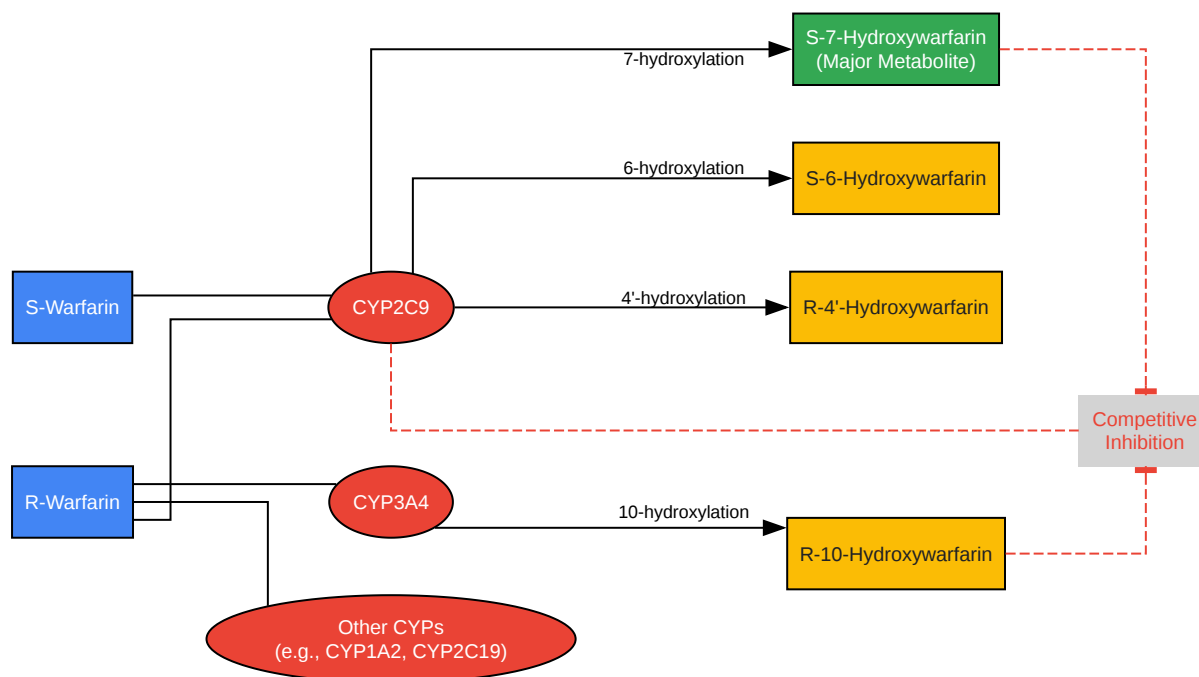 S-7-Hydroxywarfarin
(Major Metabolite)
7-hydroxylation
6-hydroxylation
S-6-Hydroxywarfarin
S-Warfarin
CYP2C9
4'-hydroxylation
R-4'-Hydroxywarfarin
Competitive
Inhibition
R-Warfarin
CYP3A4
10-hydroxylation
R-10-Hydroxywarfarin
Other CYPs
(e.g., CYP1A2, CYP2C19)